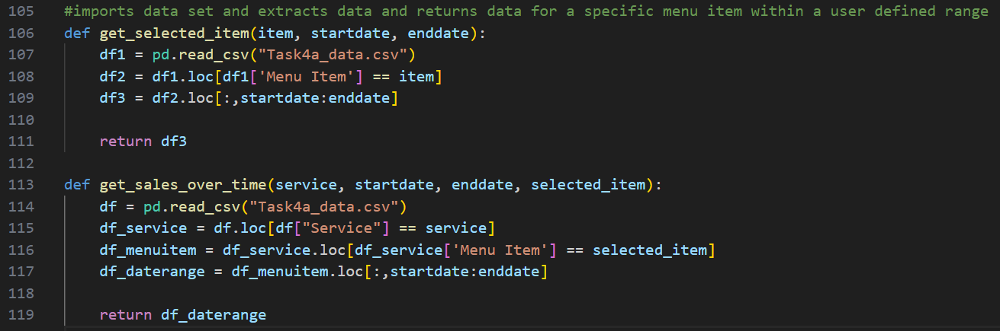 105 #imports data set and extracts data and returns data for a specific menu item within a user defined range
106 def get_selected_item(item, startdate, enddate):
107     df1 = pd.read_csv("Task4a_data.csv")
108     df2 = df1.loc[df1['Menu Item'] == item]
109     df3 = df2.loc[:,startdate:enddate]
110
111     return df3
112
113 def get_sales_over_time(service, startdate, enddate, selected_item):
114     df = pd.read_csv("Task4a_data.csv")
115     df_service = df.loc[df["Service"] == service]
116     df_menuitem = df_service.loc[df_service['Menu Item'] == selected_item]
117     df_daterange = df_menuitem.loc[:,startdate:enddate]
118
119     return df_daterange